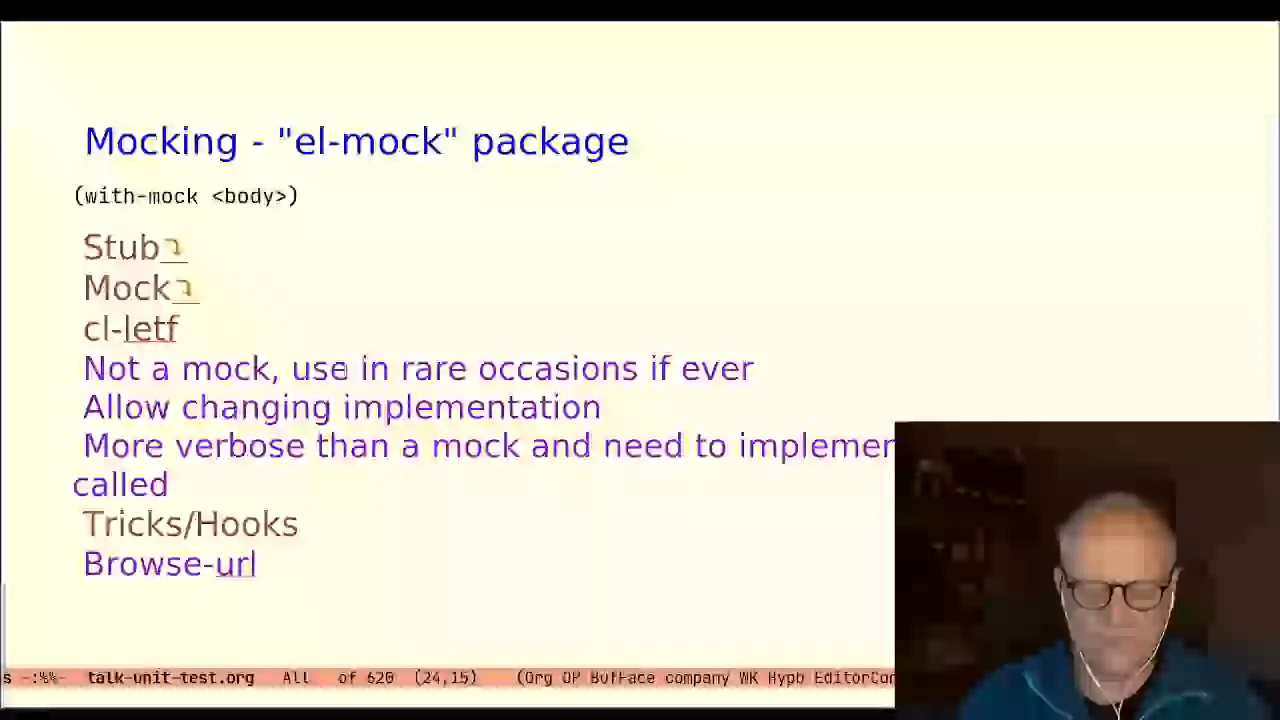 Mocking - "el-mock" package
(with-mock <body>)
Stub⤵
Mock⤵
cl-letf
Not a mock, use in rare occasions if ever
Allow changing implementation
More verbose than a mock and need to
called
Tricks/Hooks
Browse-url
-:%%- talk-unit-test.org All of 620 (24,15) (Org OP BufFace company WK Hypb